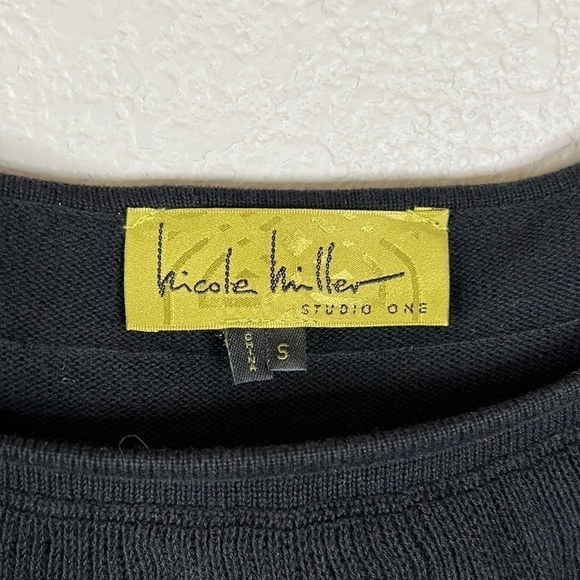 Nicole Miller
STUDIO ONE
CHINA
S